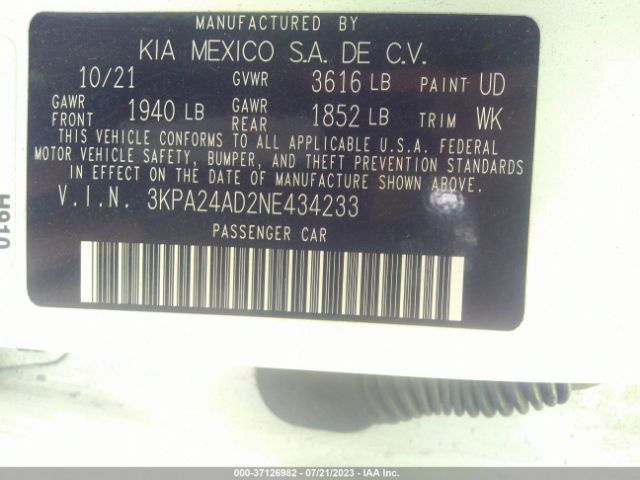 MANUFACTURED BY
KIA MEXICO S.A. DE C.V.
10/21 GVWR 3616 LB PAINT UD
GAWR FRONT 1940 LB GAWR REAR 1852 LB TRIM WK
THIS VEHICLE CONFORMS TO ALL APPLICABLE U.S.A. FEDERAL
MOTOR VEHICLE SAFETY, BUMPER, AND THEFT PREVENTION STANDARDS
IN EFFECT ON THE DATE OF MANUFACTURE SHOWN ABOVE.
V.I.N. 3KPA24AD2NE434233
PASSENGER CAR
H910
000-37126982 - 07/21/2023 - IAA Inc.